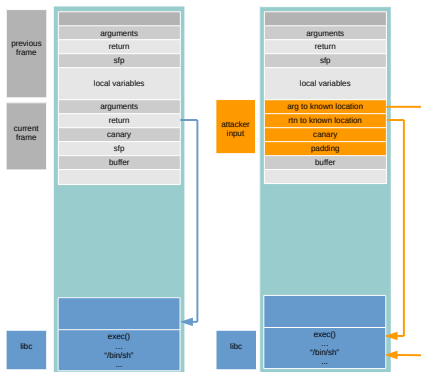 previous
frame
arguments
return
sfp
local variables
current
frame
arguments
return
canary
sfp
buffer
libc
exec()
...
"/bin/sh"
...
arguments
return
sfp
local variables
attacker
input
arg to known location
rtn to known location
canary
padding
buffer
libc
exec()
...
"/bin/sh"
...